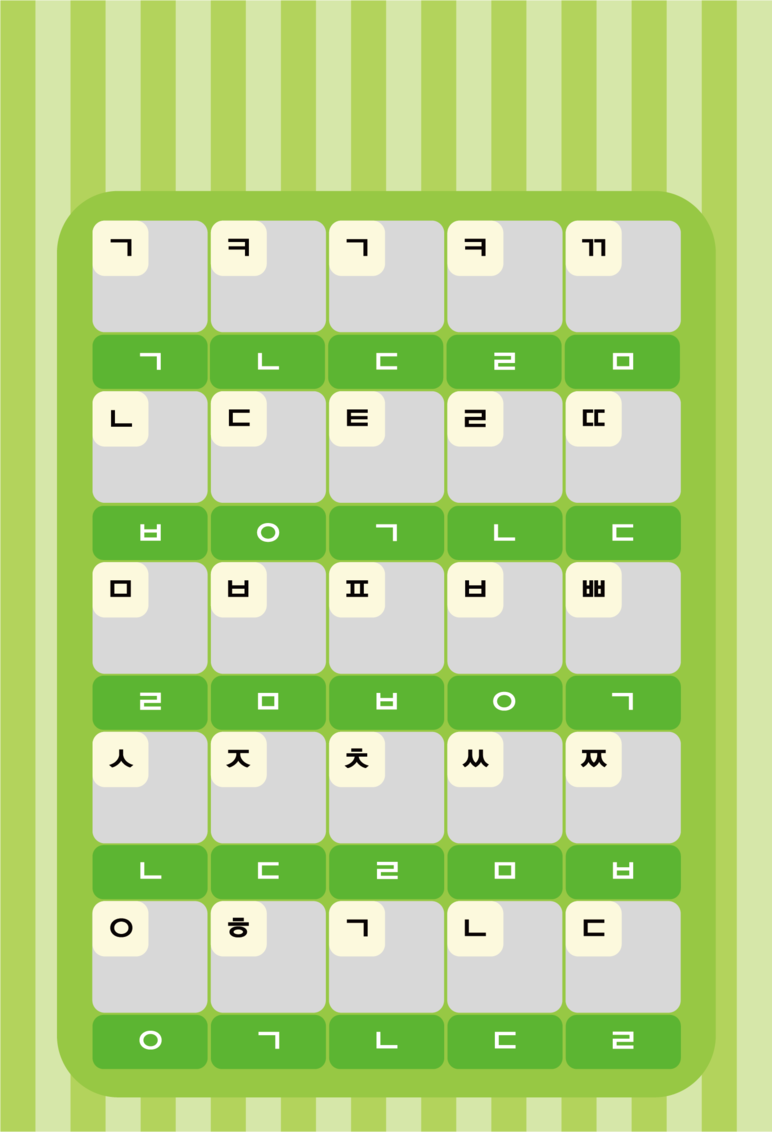 ㄱ ㅋ ㄱ ㅋ ㄲ
ㄱ ㄴ ㄷ ㄹ ㅁ
ㄴ ㄷ ㅌ ㄹ ㄸ
ㅂ ㅇ ㄱ ㄴ ㄷ
ㅁ ㅂ ㅍ ㅂ ㅃ
ㄹ ㅁ ㅂ ㅇ ㄱ
ㅅ ㅈ ㅊ ㅆ ㅉ
ㄴ ㄷ ㄹ ㅁ ㅂ
ㅇ ㅎ ㄱ ㄴ ㄷ
ㅇ ㄱ ㄴ ㄷ ㄹ